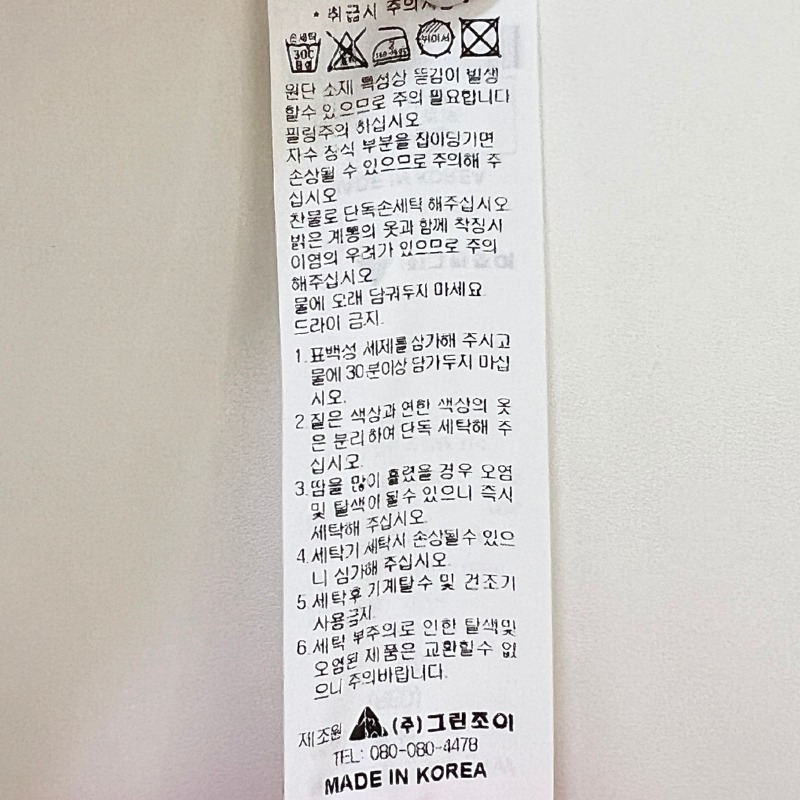 * 취급시 주의사
손세탁
30℃
중성
160-185
뉘어서
원단 소재 특성상 뜯김이 발생
할수 있으므로 주의 필요합니다
필링주의 하십시오
자수 장식 부분을 잡아당기면
손상될 수 있으므로 주의해 주
십시오
찬물로 단독손세탁 해주십시오
밝은 계통의 옷과 함께 착장시
이염의 우려가 있으므로 주의
해주십시오
물에 오래 담궈두지 마세요.
드라이 금지.
1. 표백성 세제를 삼가해 주시고
물에 30분이상 담가두지 마십
시오.
2. 짙은 색상과 연한 색상의 옷
은 분리하여 단독 세탁해 주
십시오.
3. 땀을 많이 흘렸을 경우 오염
및 탈색이 될수 있으니 즉시
세탁해 주십시오.
4. 세탁기 세탁시 손상될수 있으
니 삼가해 주십시오.
5. 세탁후 기계탈수 및 건조기
사용금지.
6. 세탁 부주의로 인한 탈색및
오염된 제품은 교환할수 없
으니 주의바랍니다.
제조원 (주)그린조이
TEL: 080-080-4478
MADE IN KOREA